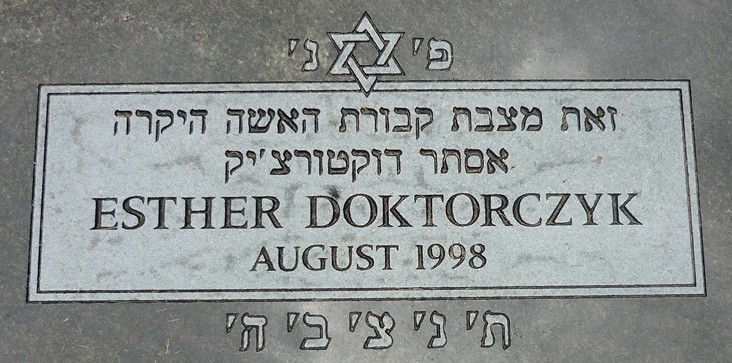 פ' נ'
זאת מצבת קבורת האשה היקרה
אסתר דוקטורצ'יק
ESTHER DOKTORCZYK
AUGUST 1998
ת' נ' צ' ב' ה'